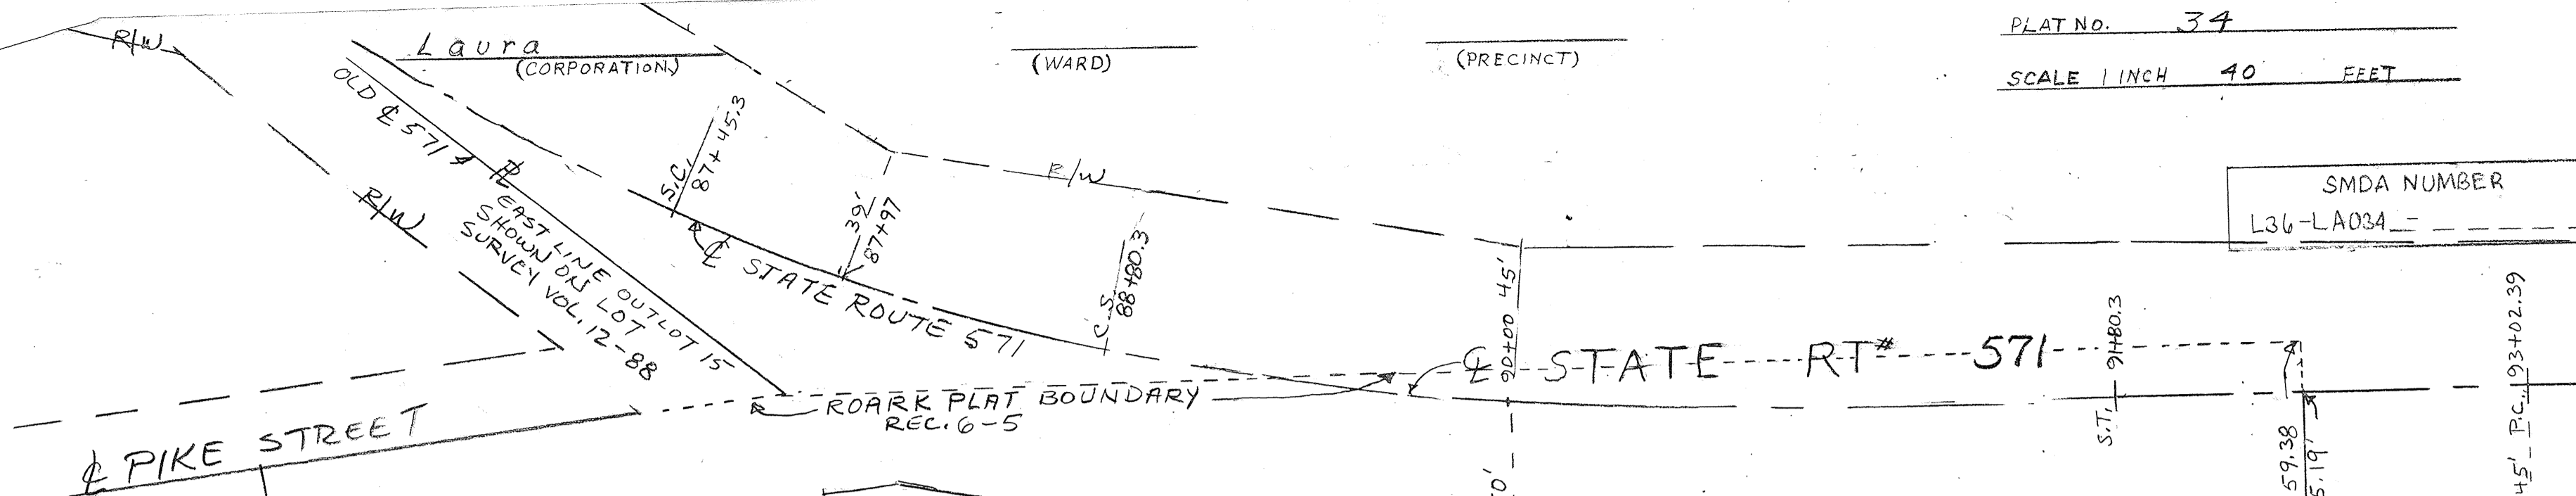 PLAT NO. 34
SCALE 1 INCH 40 FEET
Laura
(CORPORATION)
(WARD)
(PRECINCT)
SMDA NUMBER
L36-LA034 - - - - -
R/W
OLD ℄ 571 & ⅊
EAST LINE OUTLOT 15
SHOWN ON LOT
SURVEY VOL. 12-88
R/W
S.C.
87+45.3
39'
87+97
R/W
℄ STATE ROUTE 571
C.S.
88+80.3
90+00 45'
℄ STATE RT# 571
S.T. 91+80.3
45' P.C. 93+02.39
59.38
5.19'
ROARK PLAT BOUNDARY
REC. 6-5
℄ PIKE STREET